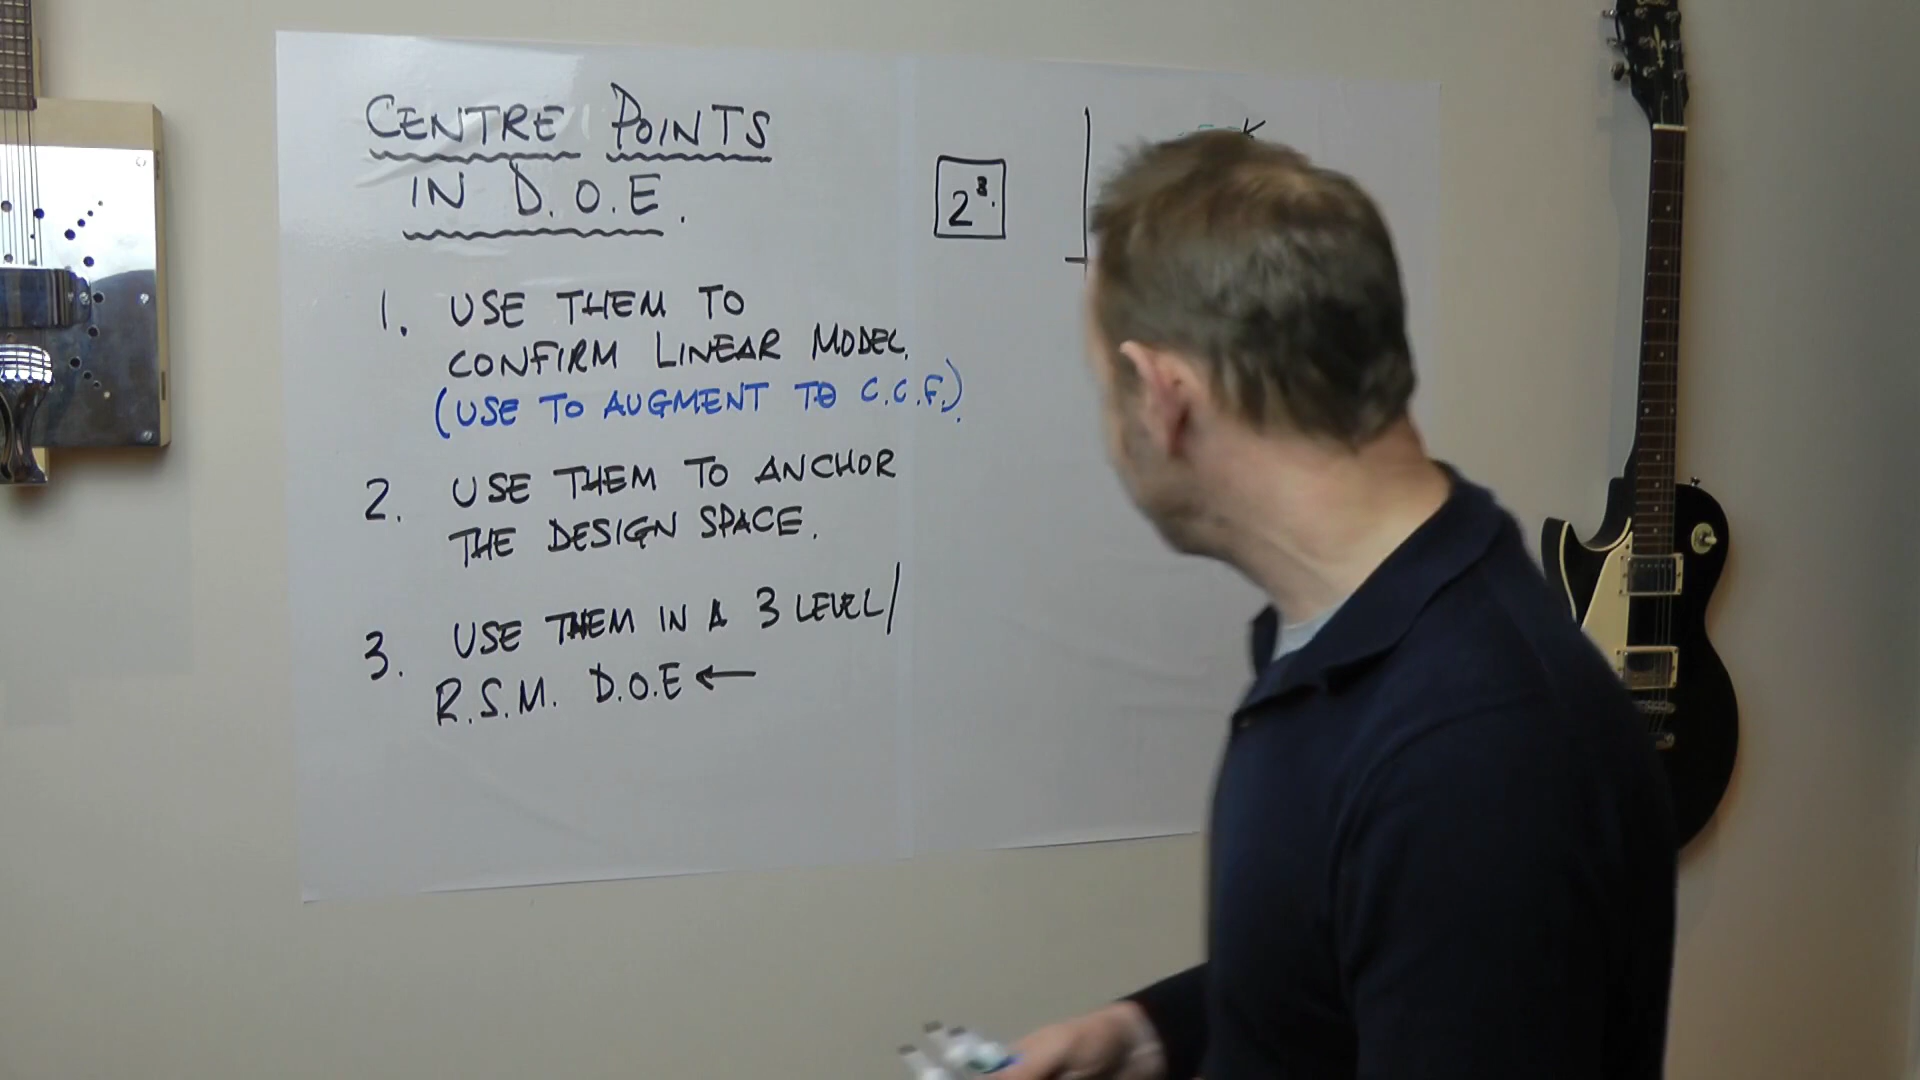 CENTRE POINTS
IN D.O.E.
2³.
1. USE THEM TO
CONFIRM LINEAR MODEL.
(USE TO AUGMENT TO C.C.F.).
2. USE THEM TO ANCHOR
THE DESIGN SPACE.
3. USE THEM IN A 3 LEVEL/
R.S.M. D.O.E ←